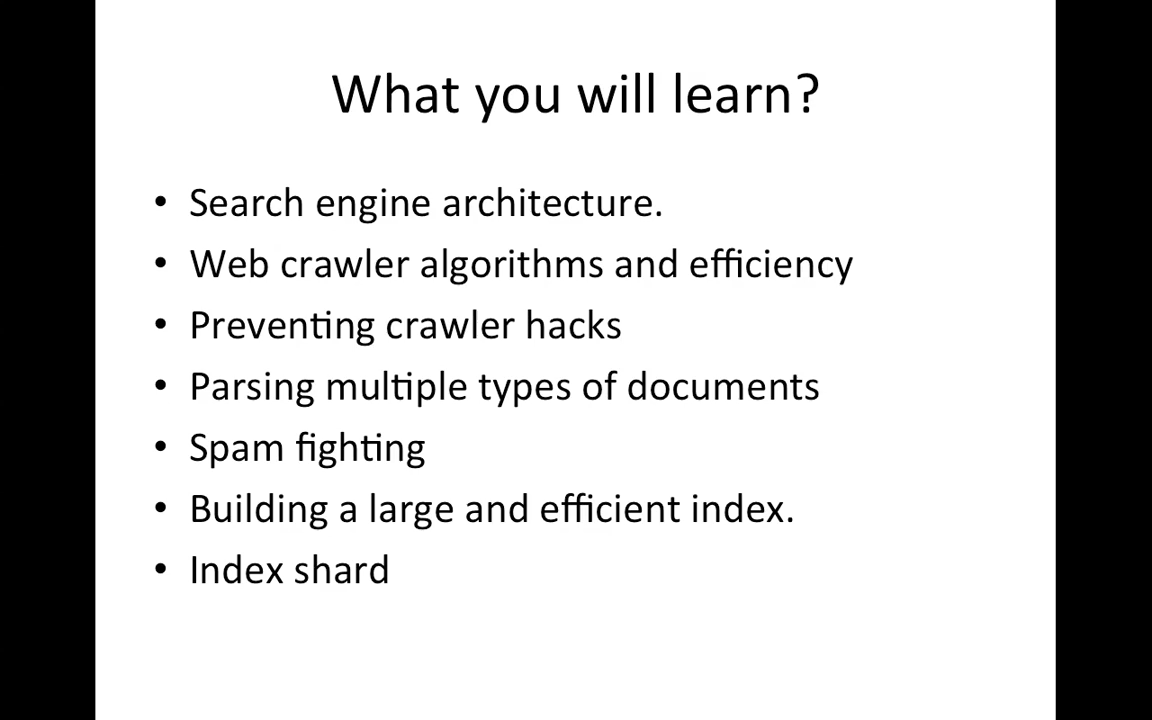 What you will learn?
• Search engine architecture.
• Web crawler algorithms and efficiency
• Preventing crawler hacks
• Parsing multiple types of documents
• Spam fighting
• Building a large and efficient index.
• Index shard